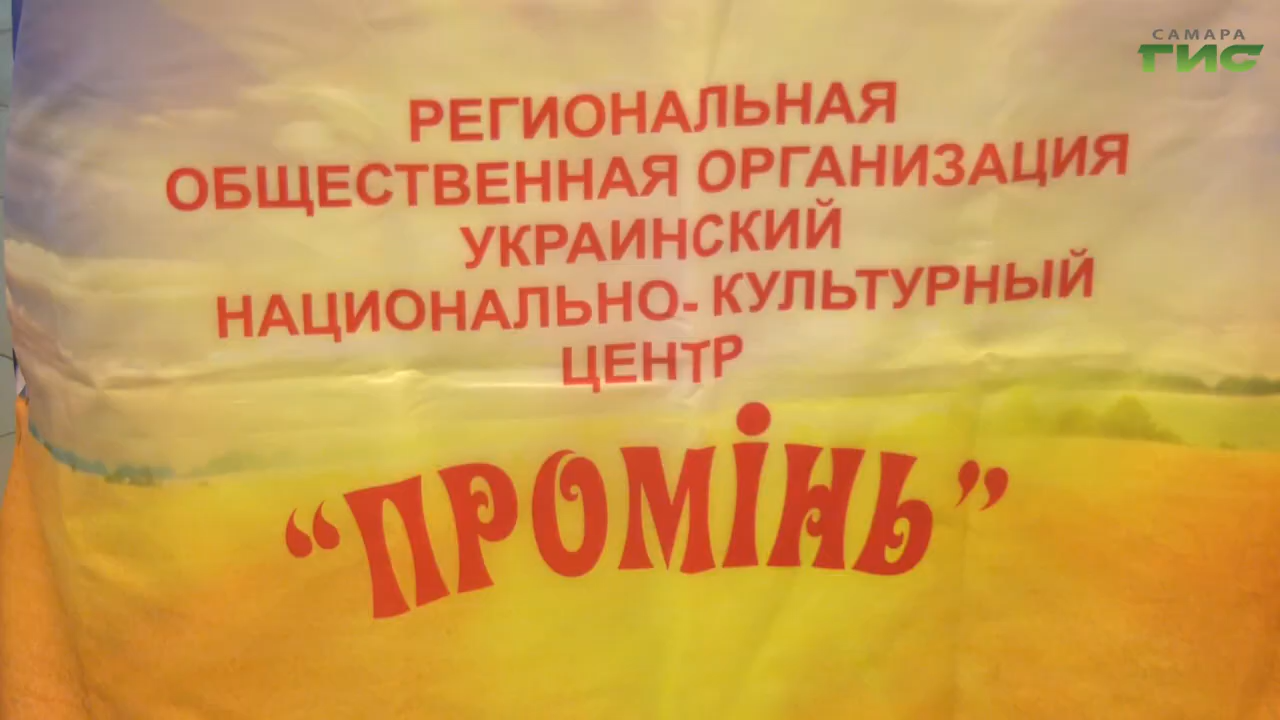 САМАРА
ГИС
РЕГИОНАЛЬНАЯ
ОБЩЕСТВЕННАЯ ОРГАНИЗАЦИЯ
УКРАИНСКИЙ
НАЦИОНАЛЬНО- КУЛЬТУРНЫЙ
ЦЕНТР
“ПРОМІНЬ”